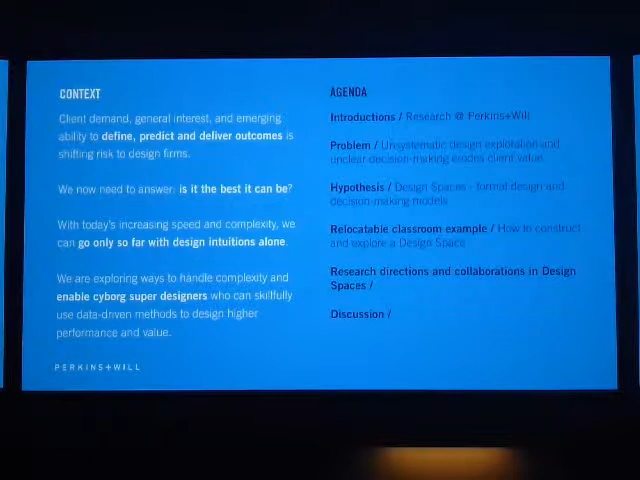 CONTEXT
Client demand, general interest, and emerging
ability to define, predict and deliver outcomes is
shifting risk to design firms.
We now need to answer: is it the best it can be?
With today's increasing speed and complexity, we
can go only so far with design intuitions alone.
We are exploring ways to handle complexity and
enable cyborg super designers who can skillfully
use data-driven methods to design higher
performance and value.
PERKINS+WILL
AGENDA
Introductions / Research @ Perkins+Will
Problem / Unsystematic design exploration and
unclear decision-making erodes client value.
Hypothesis / Design Spaces - formal design and
decision-making models
Relocatable classroom example / How to construct
and explore a Design Space
Research directions and collaborations in Design
Spaces /
Discussion /